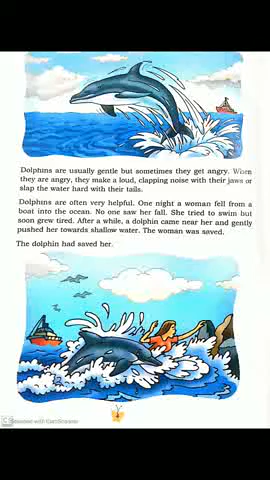 Dolphins are usually gentle but sometimes they get angry. When
they are angry, they make a loud, clapping noise with their jaws or
slap the water hard with their tails.
Dolphins are often very helpful. One night a woman fell from a
boat into the ocean. No one saw her fall. She tried to swim but
soon grew tired. After a while, a dolphin came near her and gently
pushed her towards shallow water. The woman was saved.
The dolphin had saved her.
4
CS Scanned with CamScanner